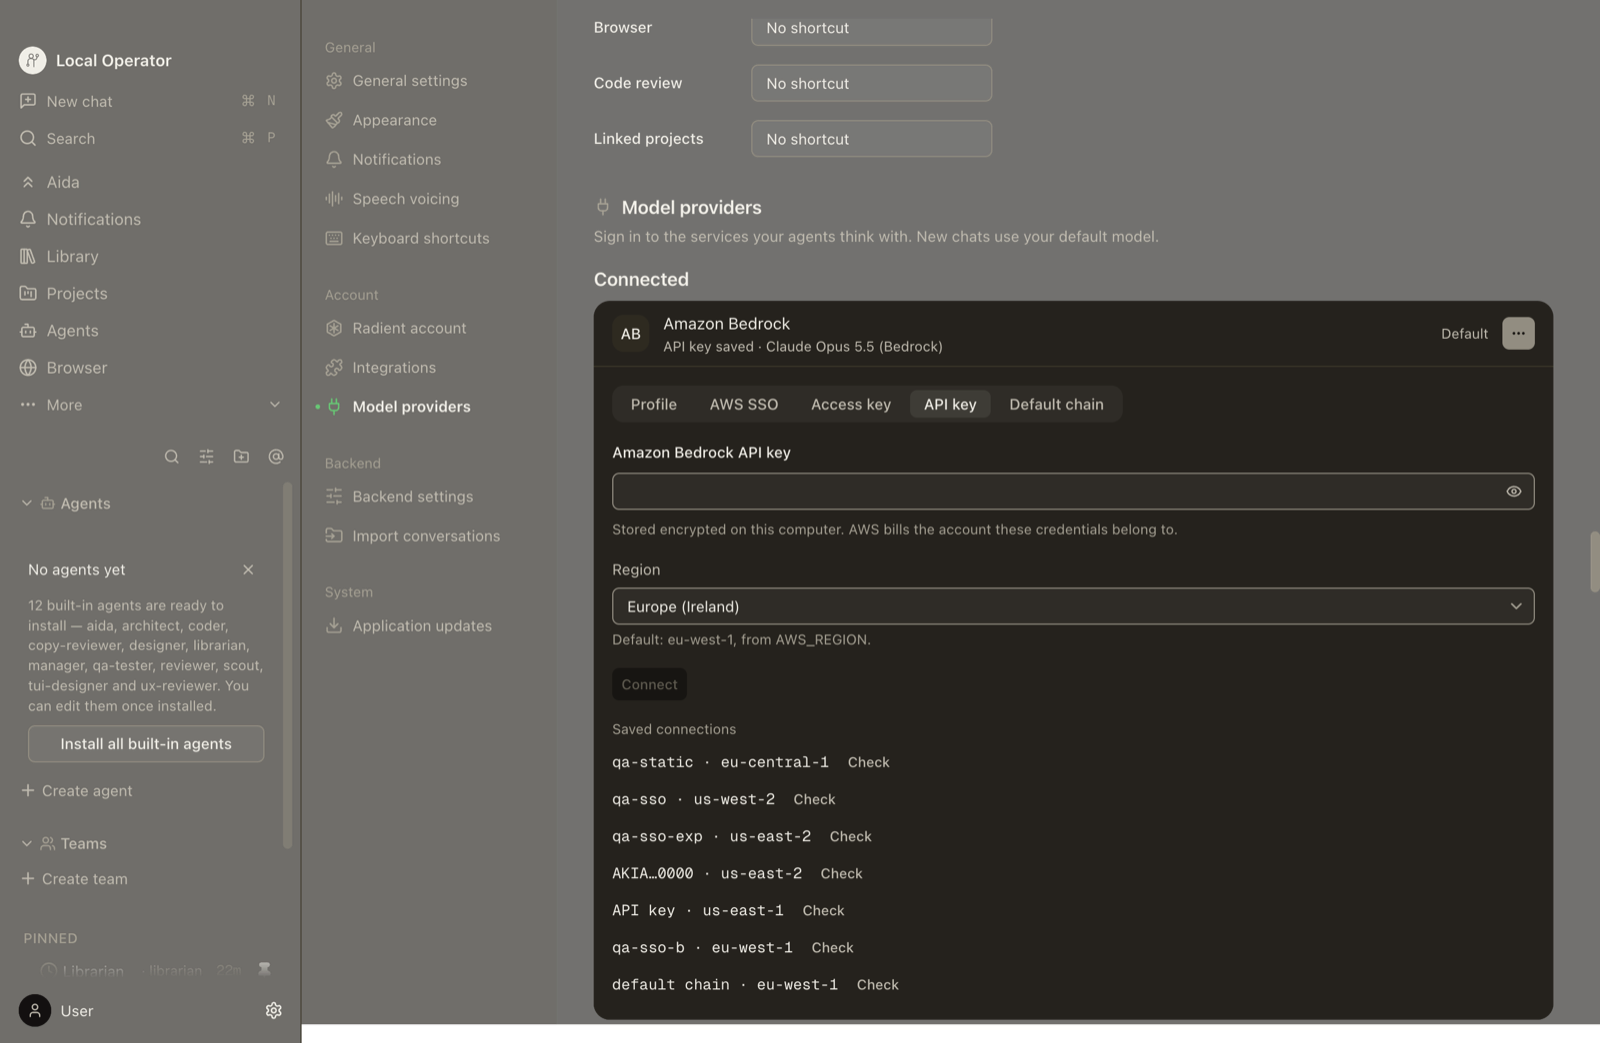 Local Operator
New chat ⌘ N
Search ⌘ P
Aida
Notifications
Library
Projects
Agents
Browser
More
Agents
No agents yet
12 built-in agents are ready to
install — aida, architect, coder,
copy-reviewer, designer, librarian,
manager, qa-tester, reviewer, scout,
tui-designer and ux-reviewer. You
can edit them once installed.
Install all built-in agents
Create agent
Teams
Create team
PINNED
Librarian · librarian 22m
User
General
General settings
Appearance
Notifications
Speech voicing
Keyboard shortcuts
Account
Radient account
Integrations
Model providers
Backend
Backend settings
Import conversations
System
Application updates
Browser No shortcut
Code review No shortcut
Linked projects No shortcut
Model providers
Sign in to the services your agents think with. New chats use your default model.
Connected
AB
Amazon Bedrock
API key saved · Claude Opus 5.5 (Bedrock)
Default
Profile AWS SSO Access key API key Default chain
Amazon Bedrock API key
Stored encrypted on this computer. AWS bills the account these credentials belong to.
Region
Europe (Ireland)
Default: eu-west-1, from AWS_REGION.
Connect
Saved connections
qa-static · eu-central-1 Check
qa-sso · us-west-2 Check
qa-sso-exp · us-east-2 Check
AKIA…0000 · us-east-2 Check
API key · us-east-1 Check
qa-sso-b · eu-west-1 Check
default chain · eu-west-1 Check